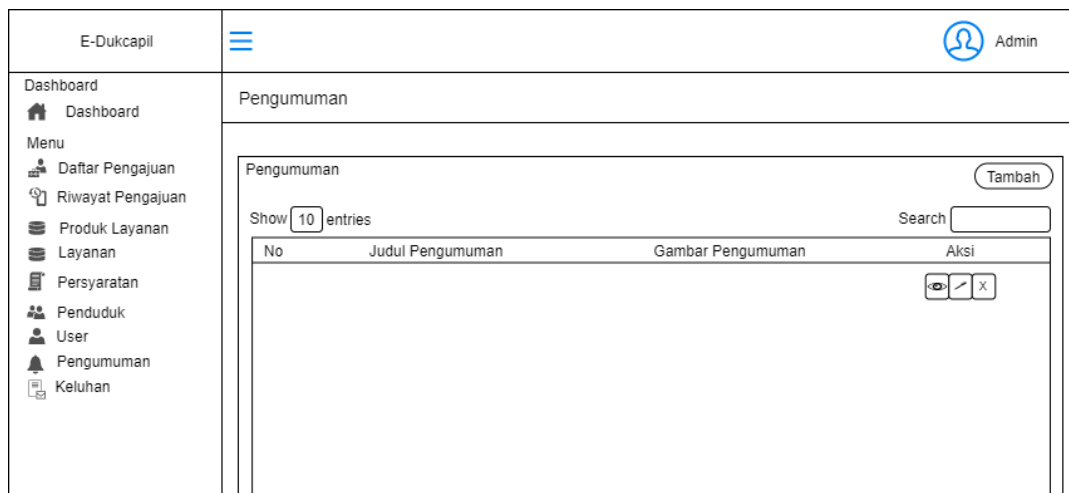 E-Dukcapil
Admin
Dashboard
Dashboard
Menu
Daftar Pengajuan
Riwayat Pengajuan
Produk Layanan
Layanan
Persyaratan
Penduduk
User
Pengumuman
Keluhan
Pengumuman
Pengumuman
Tambah
Show 10 entries
Search
No Judul Pengumuman Gambar Pengumuman Aksi
X